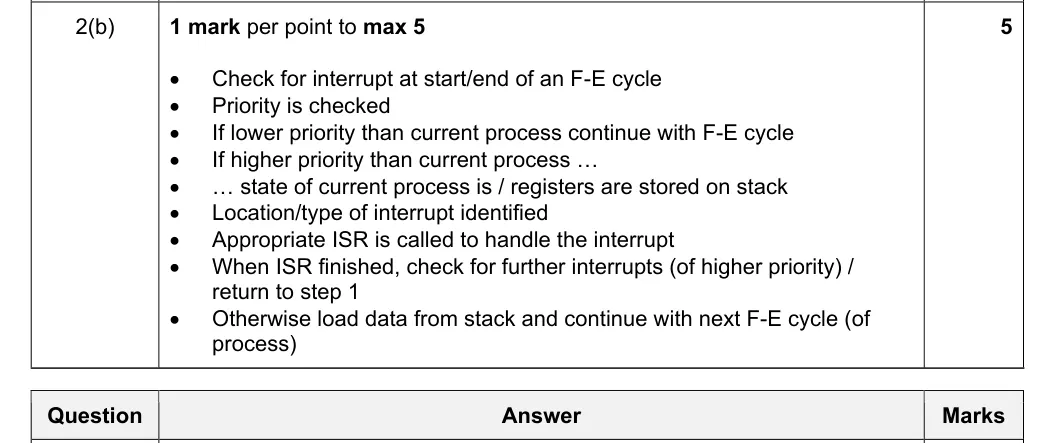 2(b) 1 mark per point to max 5 5
• Check for interrupt at start/end of an F-E cycle
• Priority is checked
• If lower priority than current process continue with F-E cycle
• If higher priority than current process …
• … state of current process is / registers are stored on stack
• Location/type of interrupt identified
• Appropriate ISR is called to handle the interrupt
• When ISR finished, check for further interrupts (of higher priority) /
return to step 1
• Otherwise load data from stack and continue with next F-E cycle (of
process)
Question Answer Marks